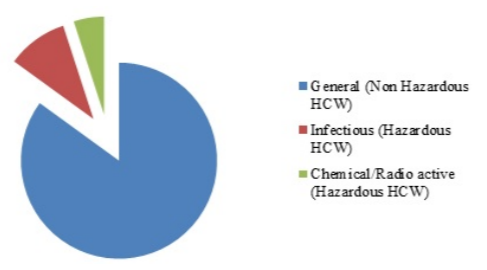 General (Non Hazardous
HCW)
Infectious (Hazardous
HCW)
Chemical/Radio active
(Hazardous HCW)